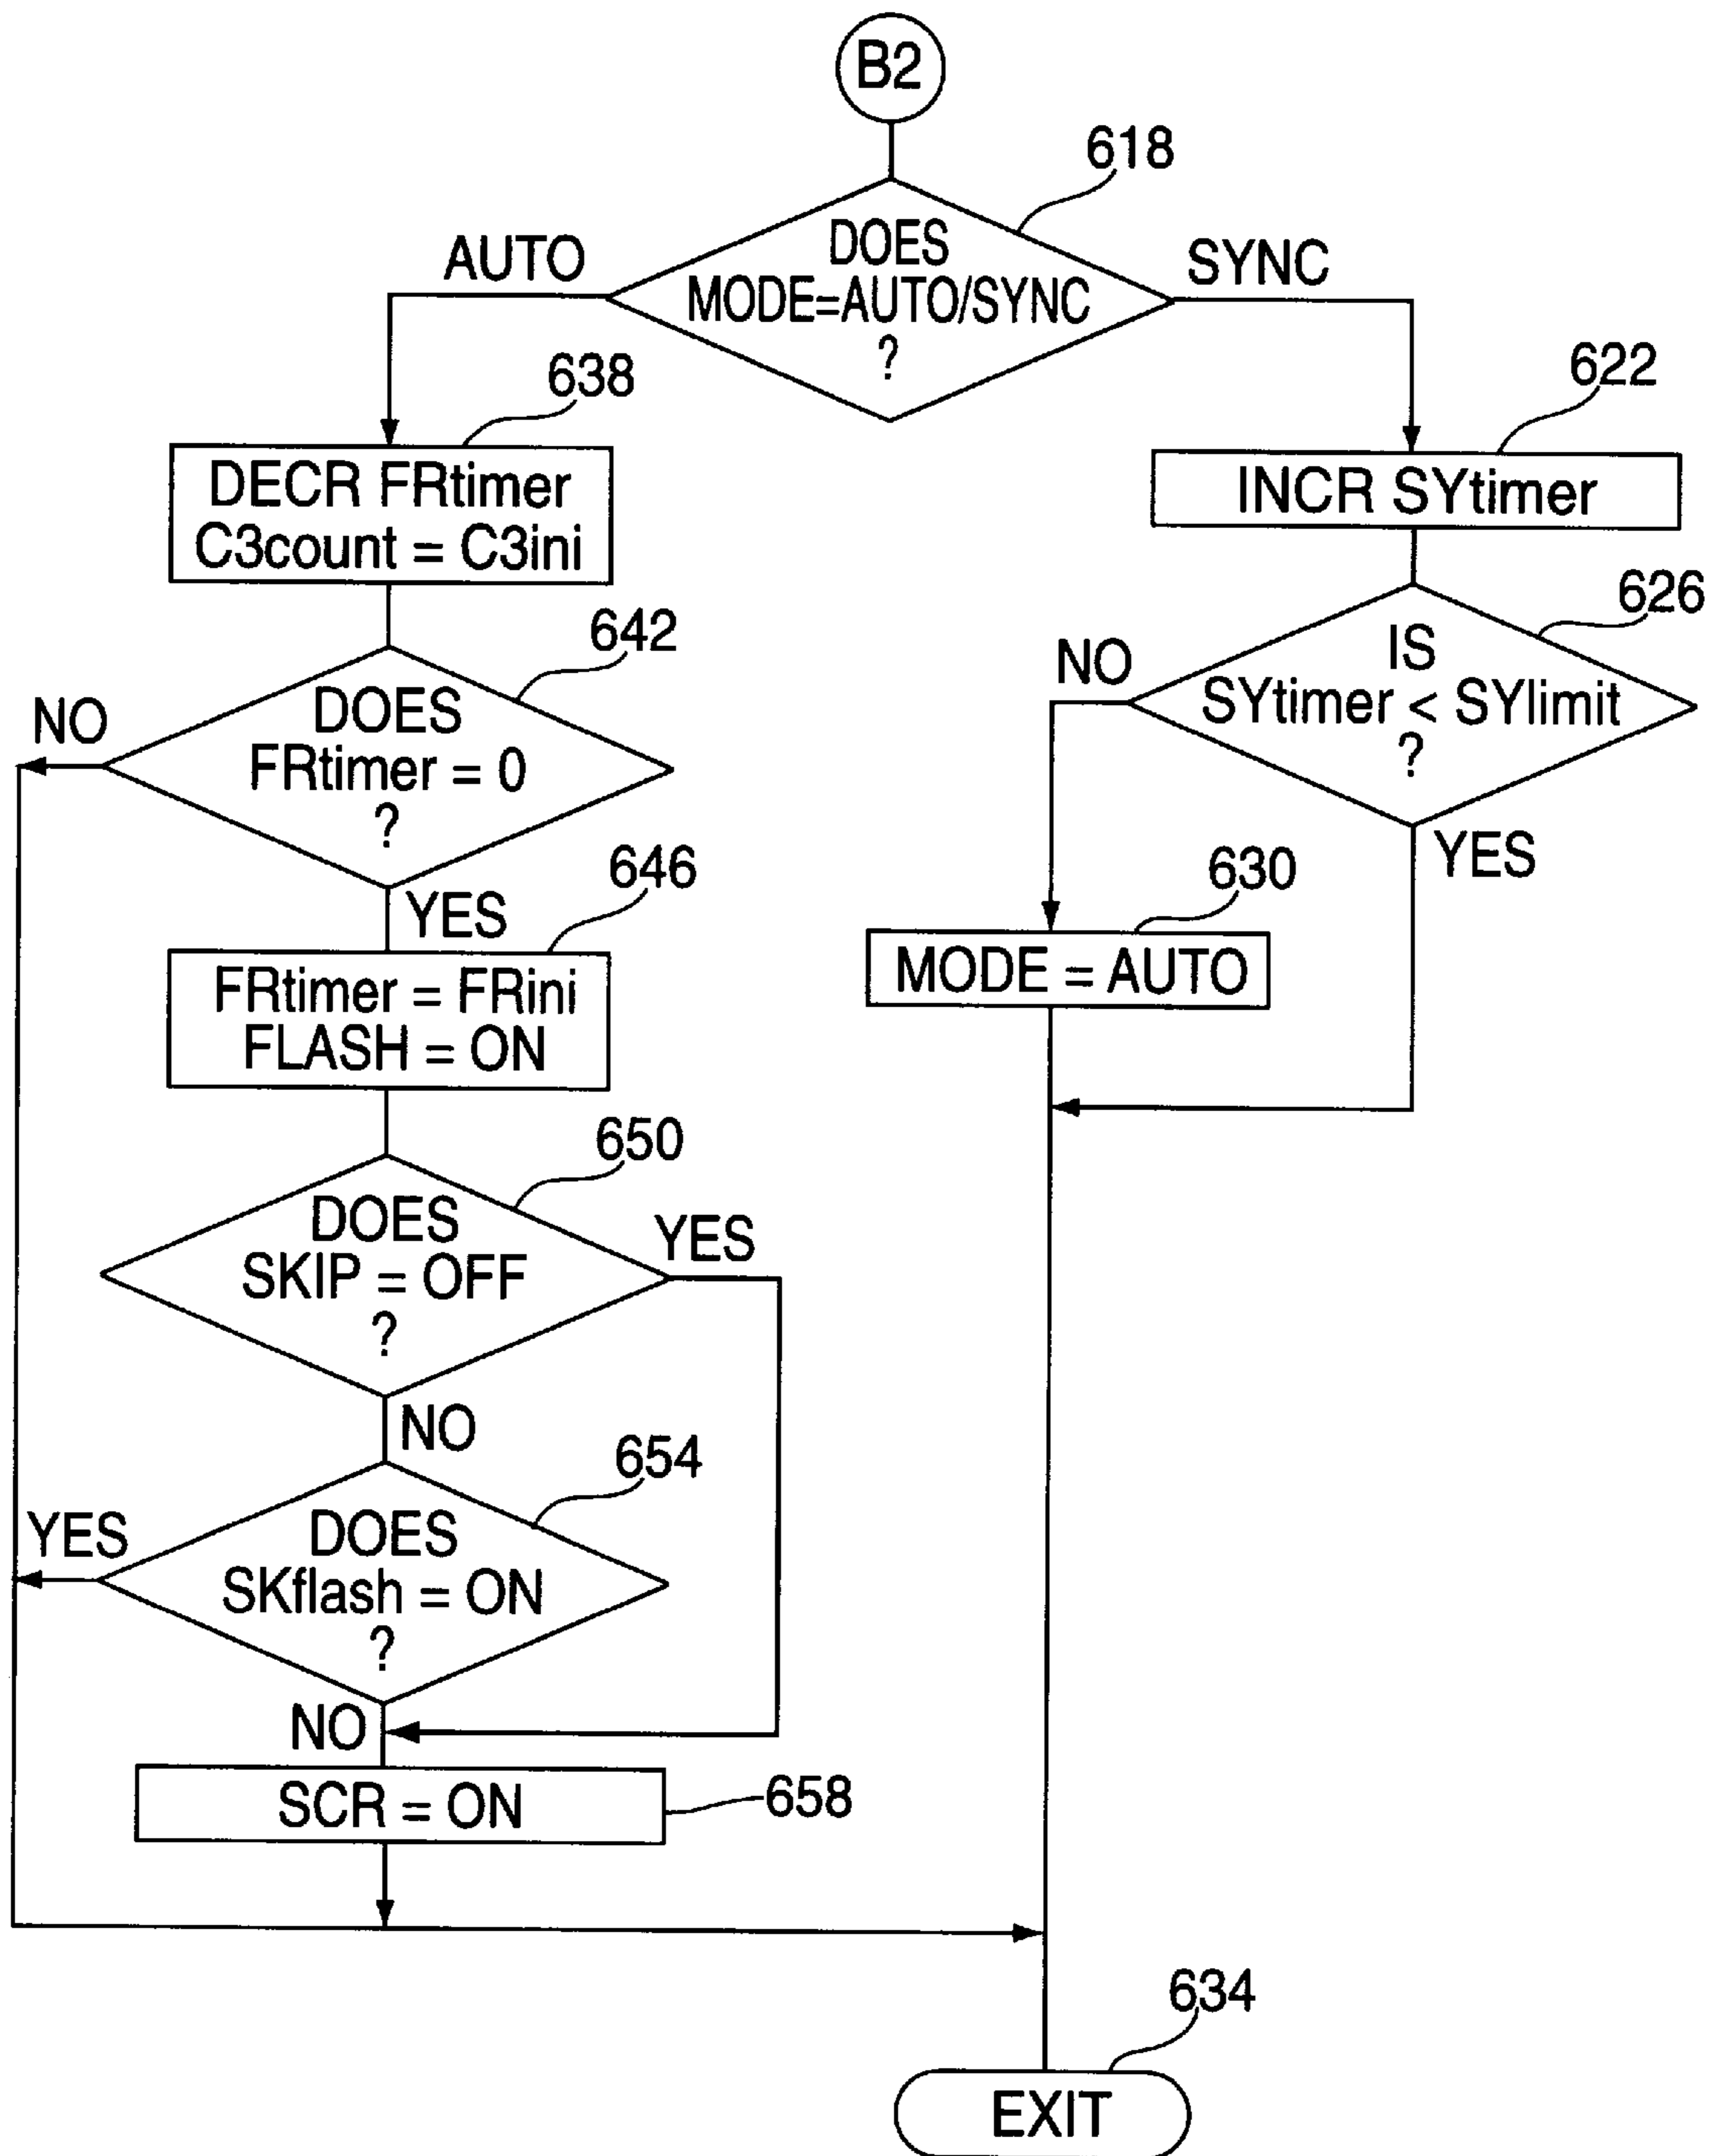 B2
618
DOES
MODE=AUTO/SYNC
?
AUTO
SYNC
638
DECR FRtimer
C3count = C3ini
622
INCR SYtimer
642
DOES
FRtimer = 0
?
NO
YES
626
IS
SYtimer < SYlimit
?
NO
YES
646
FRtimer = FRini
FLASH = ON
630
MODE = AUTO
650
DOES
SKIP = OFF
?
YES
NO
654
DOES
SKflash = ON
?
YES
NO
SCR = ON
658
634
EXIT